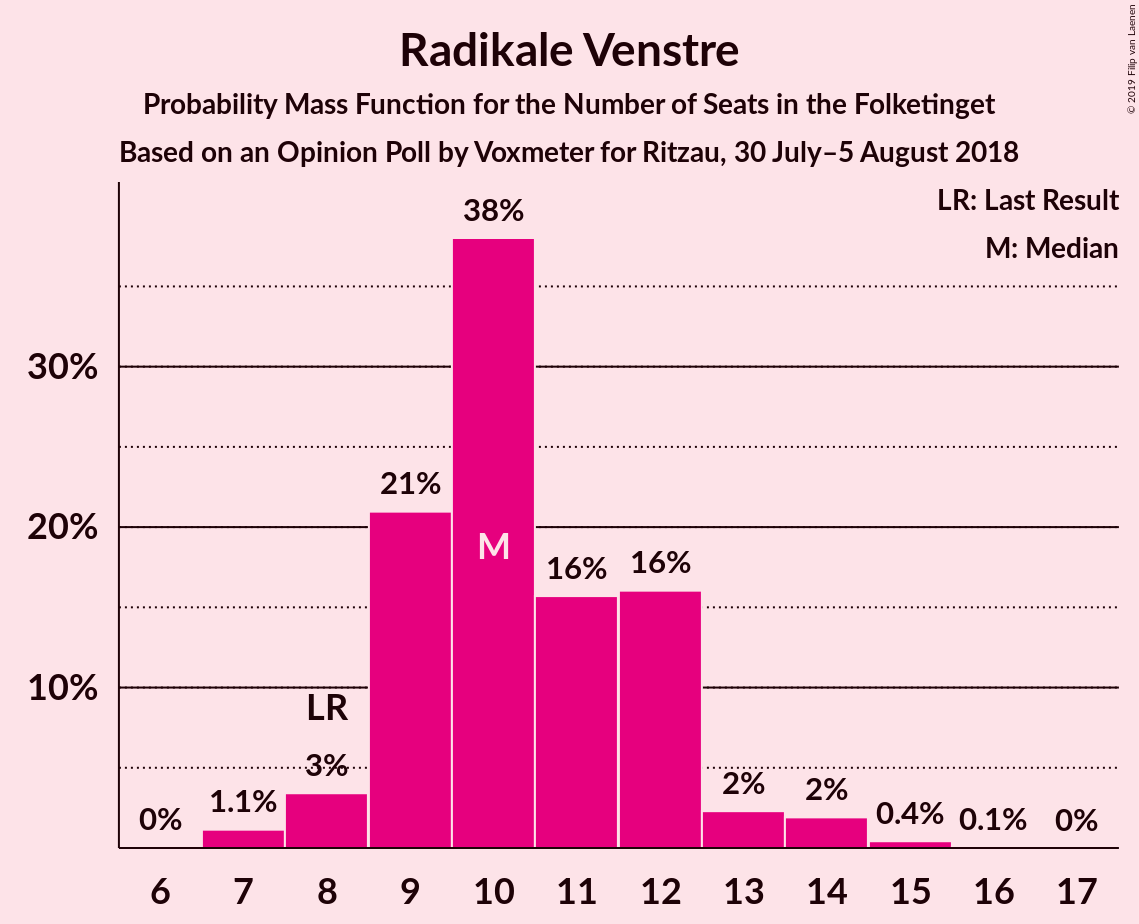 Radikale Venstre
Probability Mass Function for the Number of Seats in the Folketinget
Based on an Opinion Poll by Voxmeter for Ritzau, 30 July–5 August 2018
© 2019 Filip van Laenen
LR: Last Result
M: Median
38%
30%
21%
20%
M
16%
16%
10%
LR
3%
2%
2%
1.1%
0.4%
0%
0.1%
0%
6 7 8 9 10 11 12 13 14 15 16 17